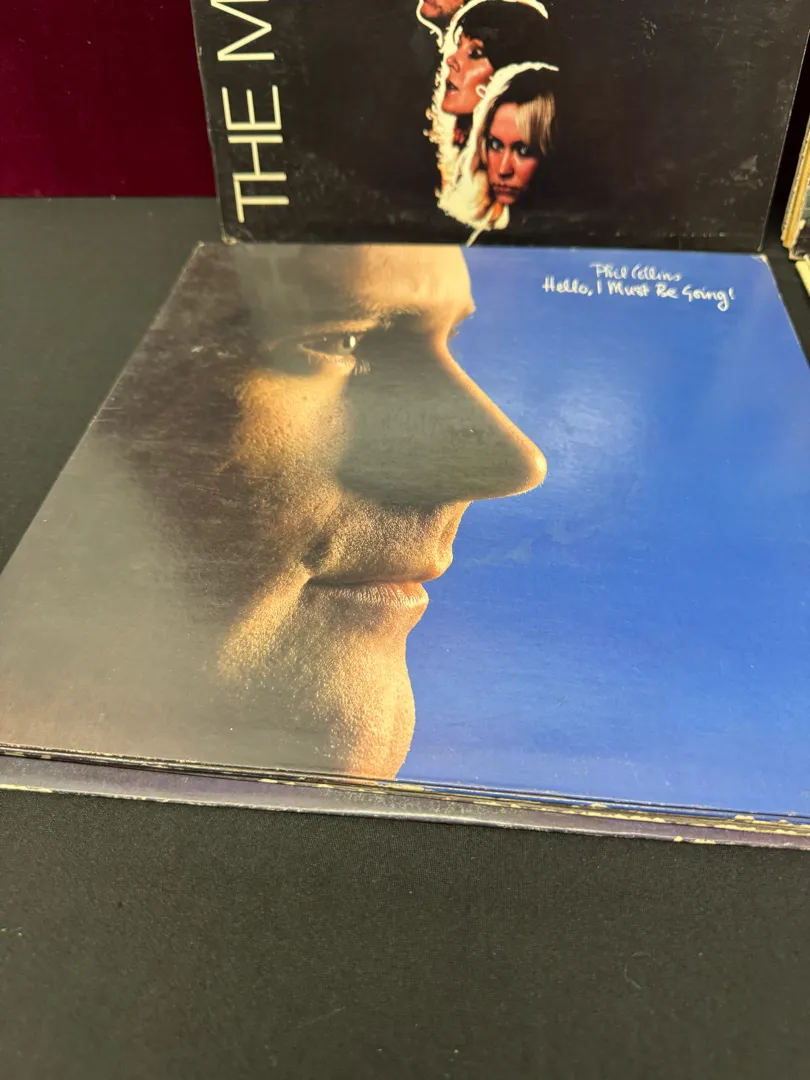 THE M
Phil Collins
Hello, I Must Be Going!